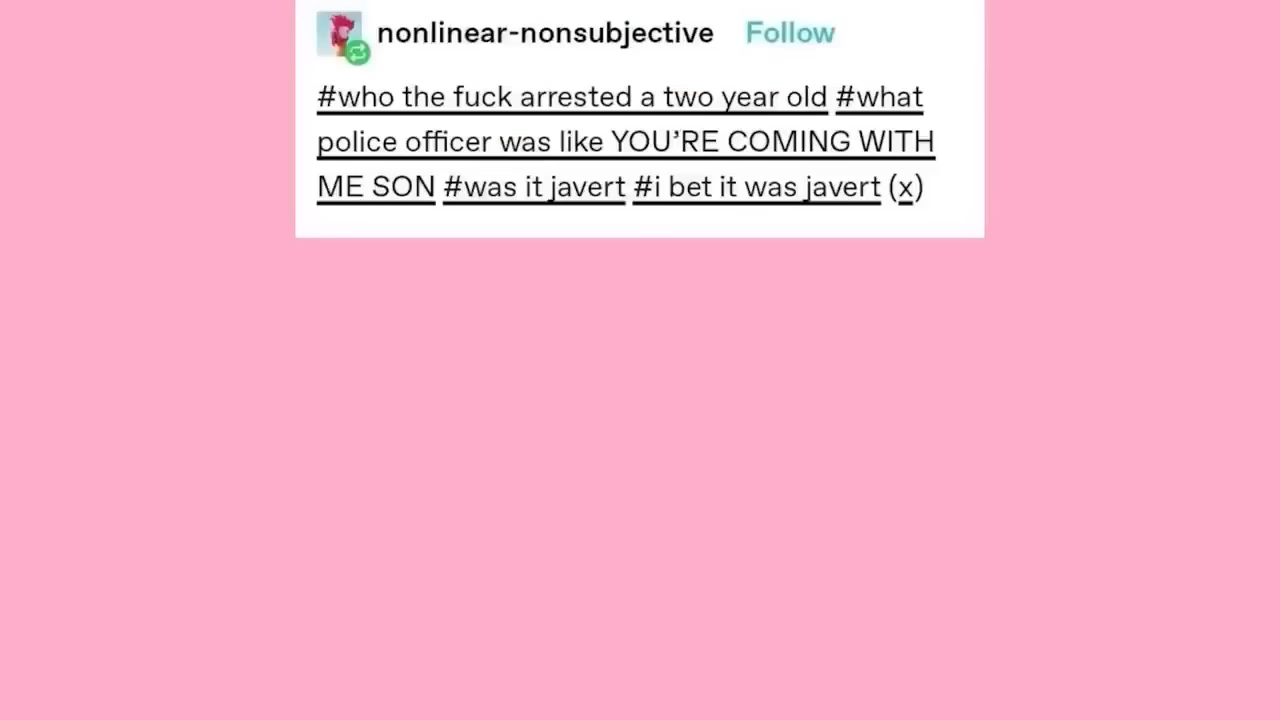 nonlinear-nonsubjective Follow
#who the fuck arrested a two year old #what
police officer was like YOU’RE COMING WITH
ME SON #was it javert #i bet it was javert (x)